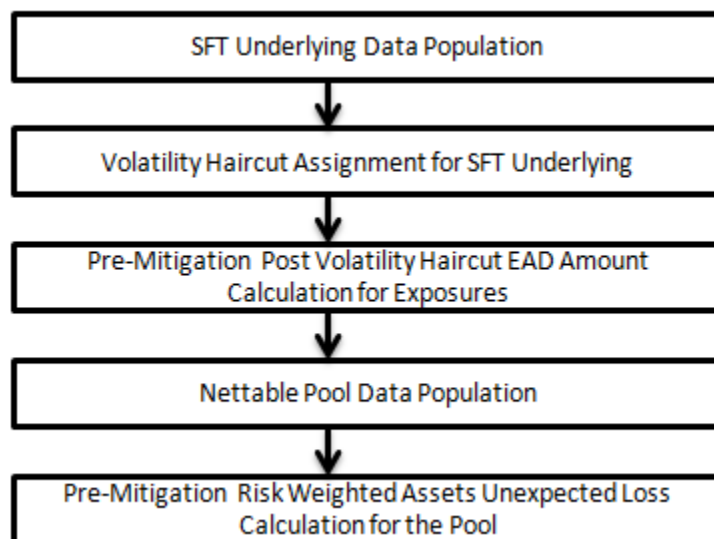 SFT Underlying Data Population
Volatility Haircut Assignment for SFT Underlying
Pre-Mitigation Post Volatility Haircut EAD Amount
Calculation for Exposures
Nettable Pool Data Population
Pre-Mitigation Risk Weighted Assets Unexpected Loss
Calculation for the Pool